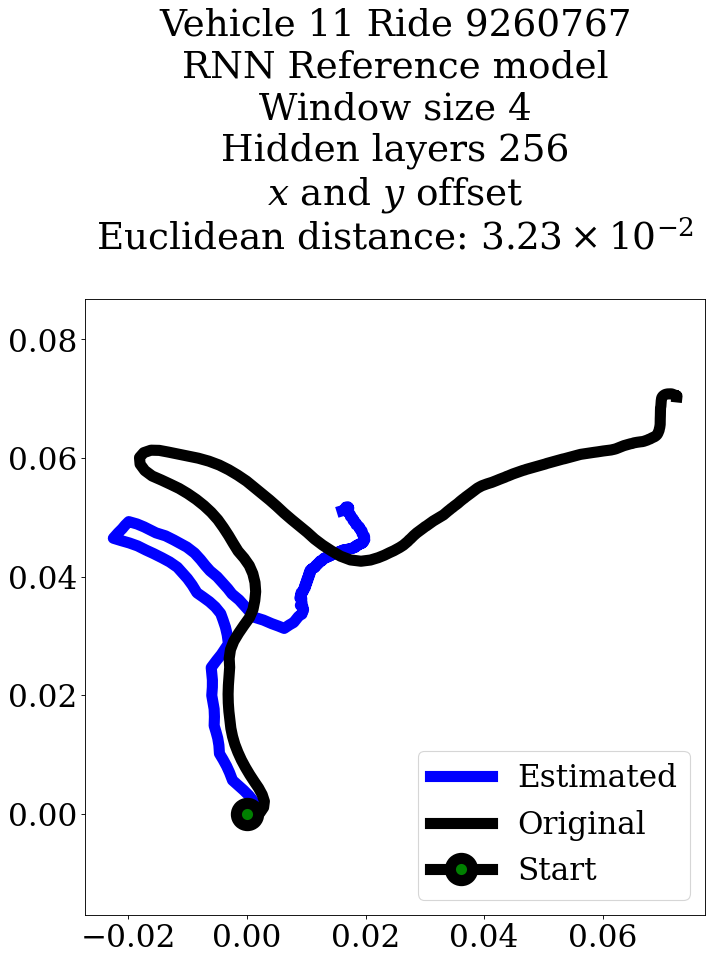 Vehicle 11 Ride 9260767
RNN Reference model
Window size 4
Hidden layers 256
x and y offset
Euclidean distance: 3.23 × 10⁻²
0.08
0.06
0.04
0.02
0.00
Estimated
Original
Start
−0.02 0.00 0.02 0.04 0.06